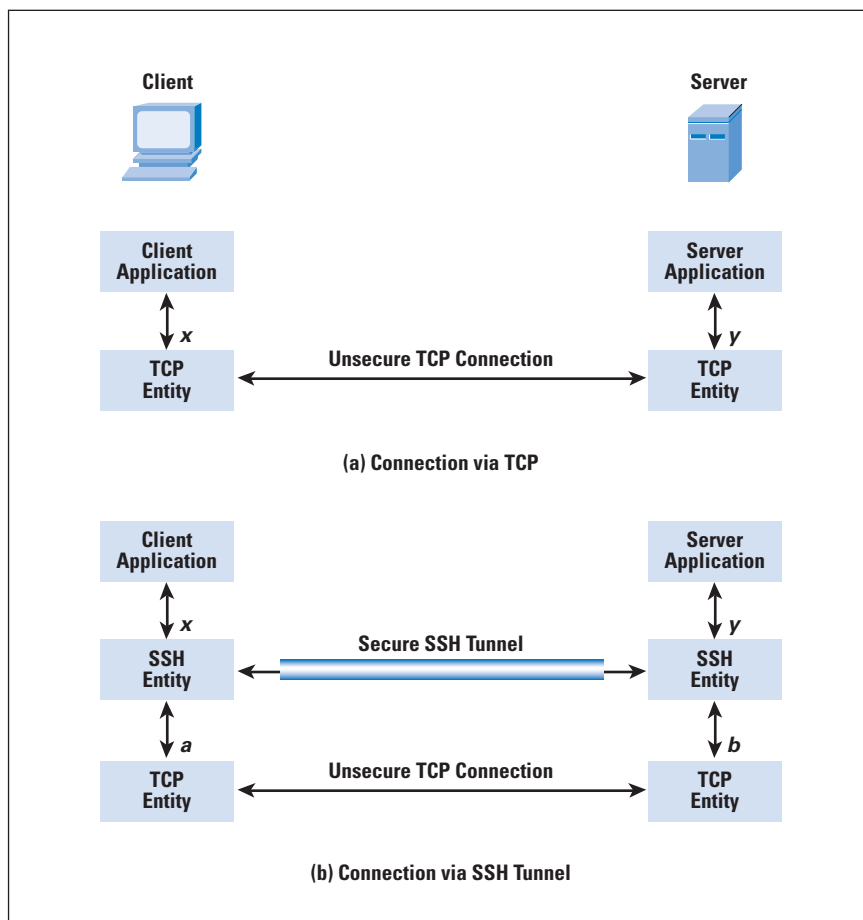 Client
Server
Client
Application
Server
Application
x
y
TCP
Entity
Unsecure TCP Connection
TCP
Entity
(a) Connection via TCP
Client
Application
Server
Application
x
y
SSH
Entity
Secure SSH Tunnel
SSH
Entity
a
b
TCP
Entity
Unsecure TCP Connection
TCP
Entity
(b) Connection via SSH Tunnel